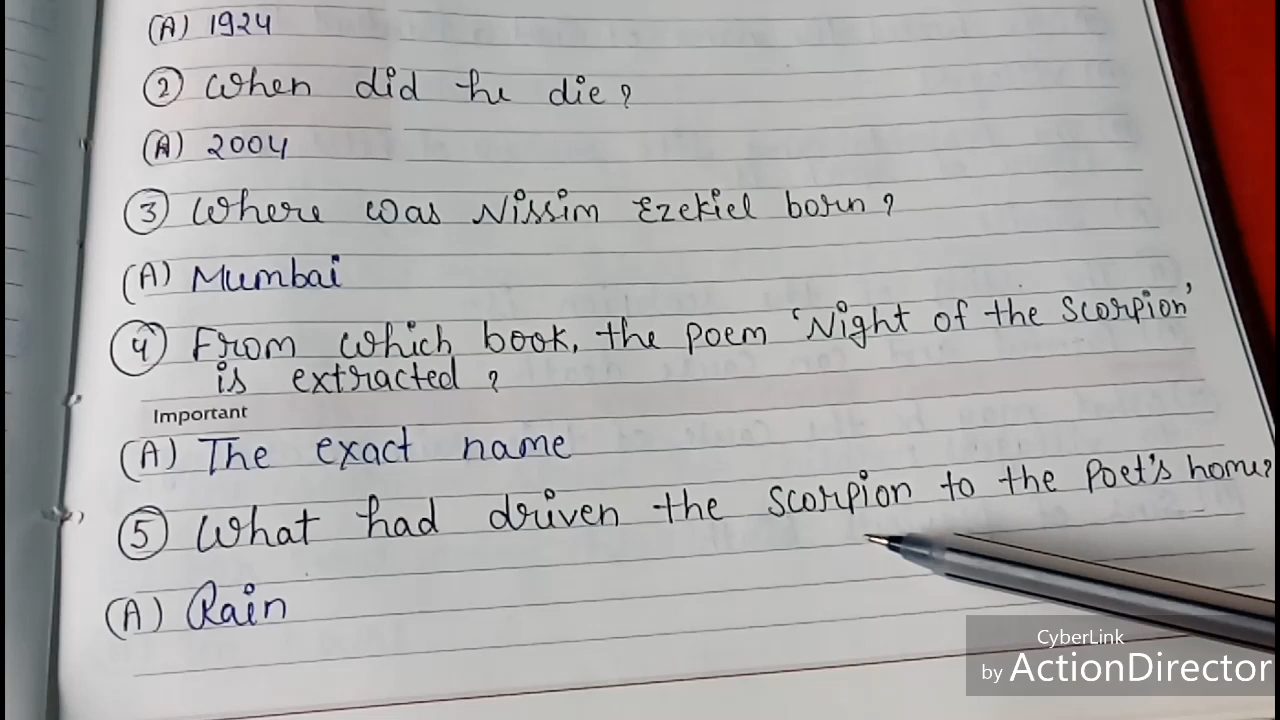 (A) 1924
② When did he die?
(A) 2004
③ Where was Nissim Ezekiel born?
(A) Mumbai
④ From which book, the poem 'Night of the Scorpion'
is extracted?
Important
(A) The exact name
⑤ What had driven the scorpion to the Poet's home?
(A) Rain
CyberLink
by ActionDirector